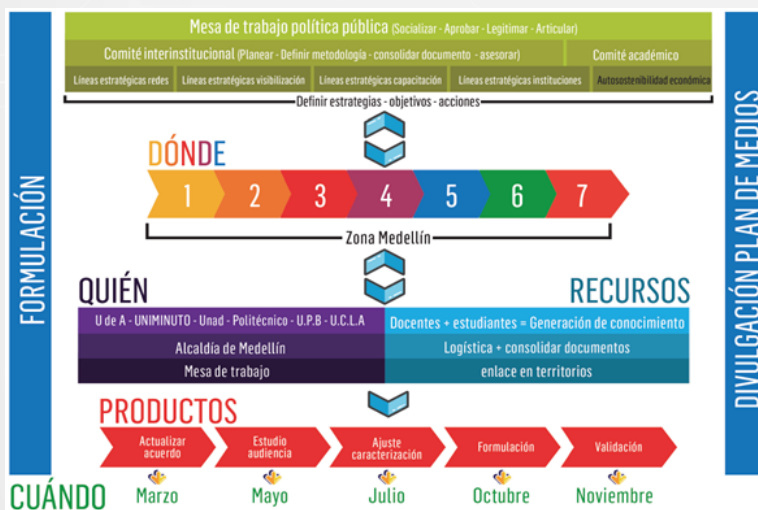 Mesa de trabajo política pública (Socializar - Aprobar - Legitimar - Articular)
Comité interinstitucional (Planear - Definir metodología - consolidar documento - asesorar)
Comité académico
Líneas estratégicas redes
Líneas estratégicas visibilización
Líneas estratégicas capacitación
Líneas estratégicas instituciones
Autosostenibilidad económica
Definir estrategias - objetivos - acciones
FORMULACIÓN
DIVULGACIÓN PLAN DE MEDIOS
DÓNDE
1 2 3 4 5 6 7
Zona Medellín
QUIÉN
RECURSOS
U de A - UNIMINUTO - Unad - Politécnico - U.P.B - U.C.L.A
Alcaldía de Medellín
Mesa de trabajo
Docentes + estudiantes = Generación de conocimiento
Logística + consolidar documentos
enlace en territorios
PRODUCTOS
Actualizar
acuerdo
Estudio
audiencia
Ajuste
caracterización
Formulación
Validación
CUÁNDO
Marzo
Mayo
Julio
Octubre
Noviembre